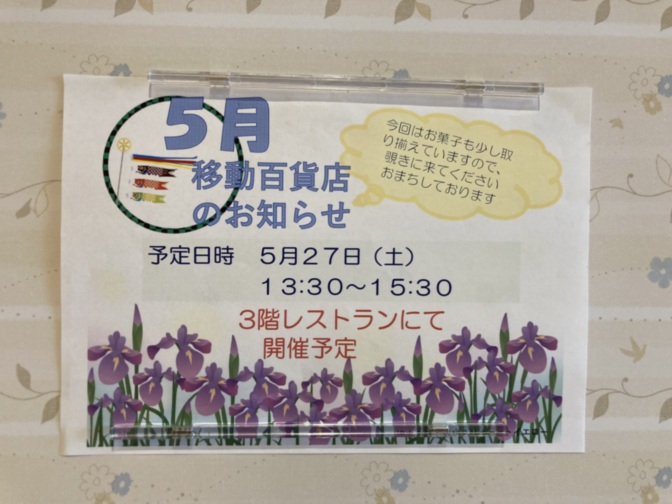 5月
移動百貨店
のお知らせ
今回はお菓子も少し取
り揃えていますので、
覗きに来てください
おまちしております
予定日時　5月27日（土）
13:30～15:30
3階レストランにて
開催予定